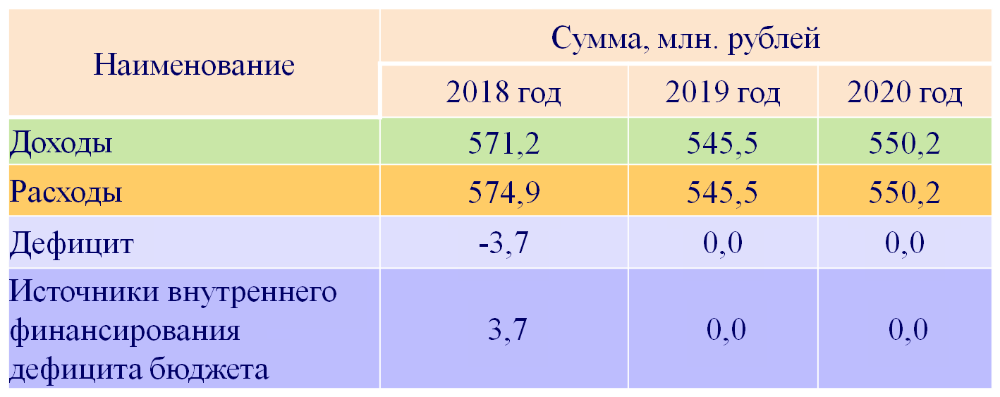 Наименование
Сумма, млн. рублей
2018 год
2019 год
2020 год
Доходы
571,2
545,5
550,2
Расходы
574,9
545,5
550,2
Дефицит
-3,7
0,0
0,0
Источники внутреннего
финансирования
дефицита бюджета
3,7
0,0
0,0